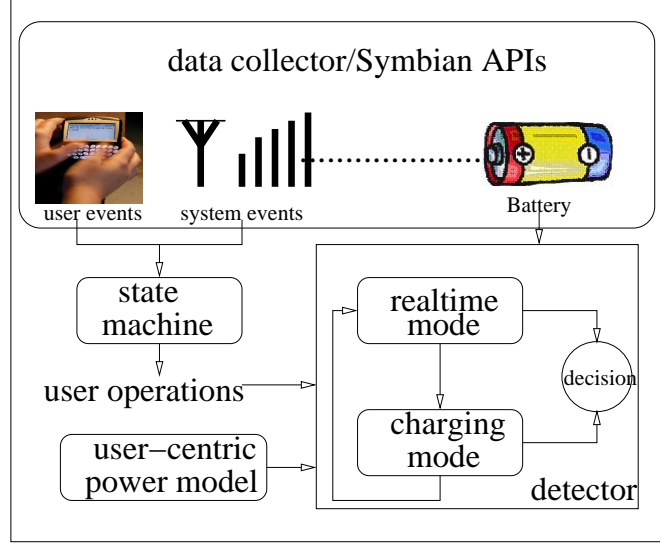 data collector/Symbian APIs
user events
system events
Battery
state
machine
user operations
user−centric
power model
realtime
mode
charging
mode
decision
detector